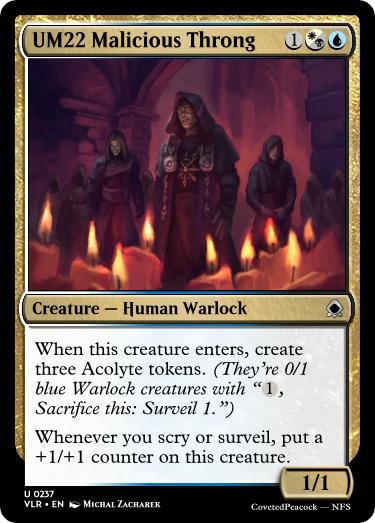 UM22 Malicious Throng 1
Creature — Human Warlock
When this creature enters, create
three Acolyte tokens. (They're 0/1
blue Warlock creatures with “1,
Sacrifice this: Surveil 1.”)
Whenever you scry or surveil, put a
+1/+1 counter on this creature.
1/1
U 0237
VLR • EN Michal Zacharek
CovetedPeacock — NFS